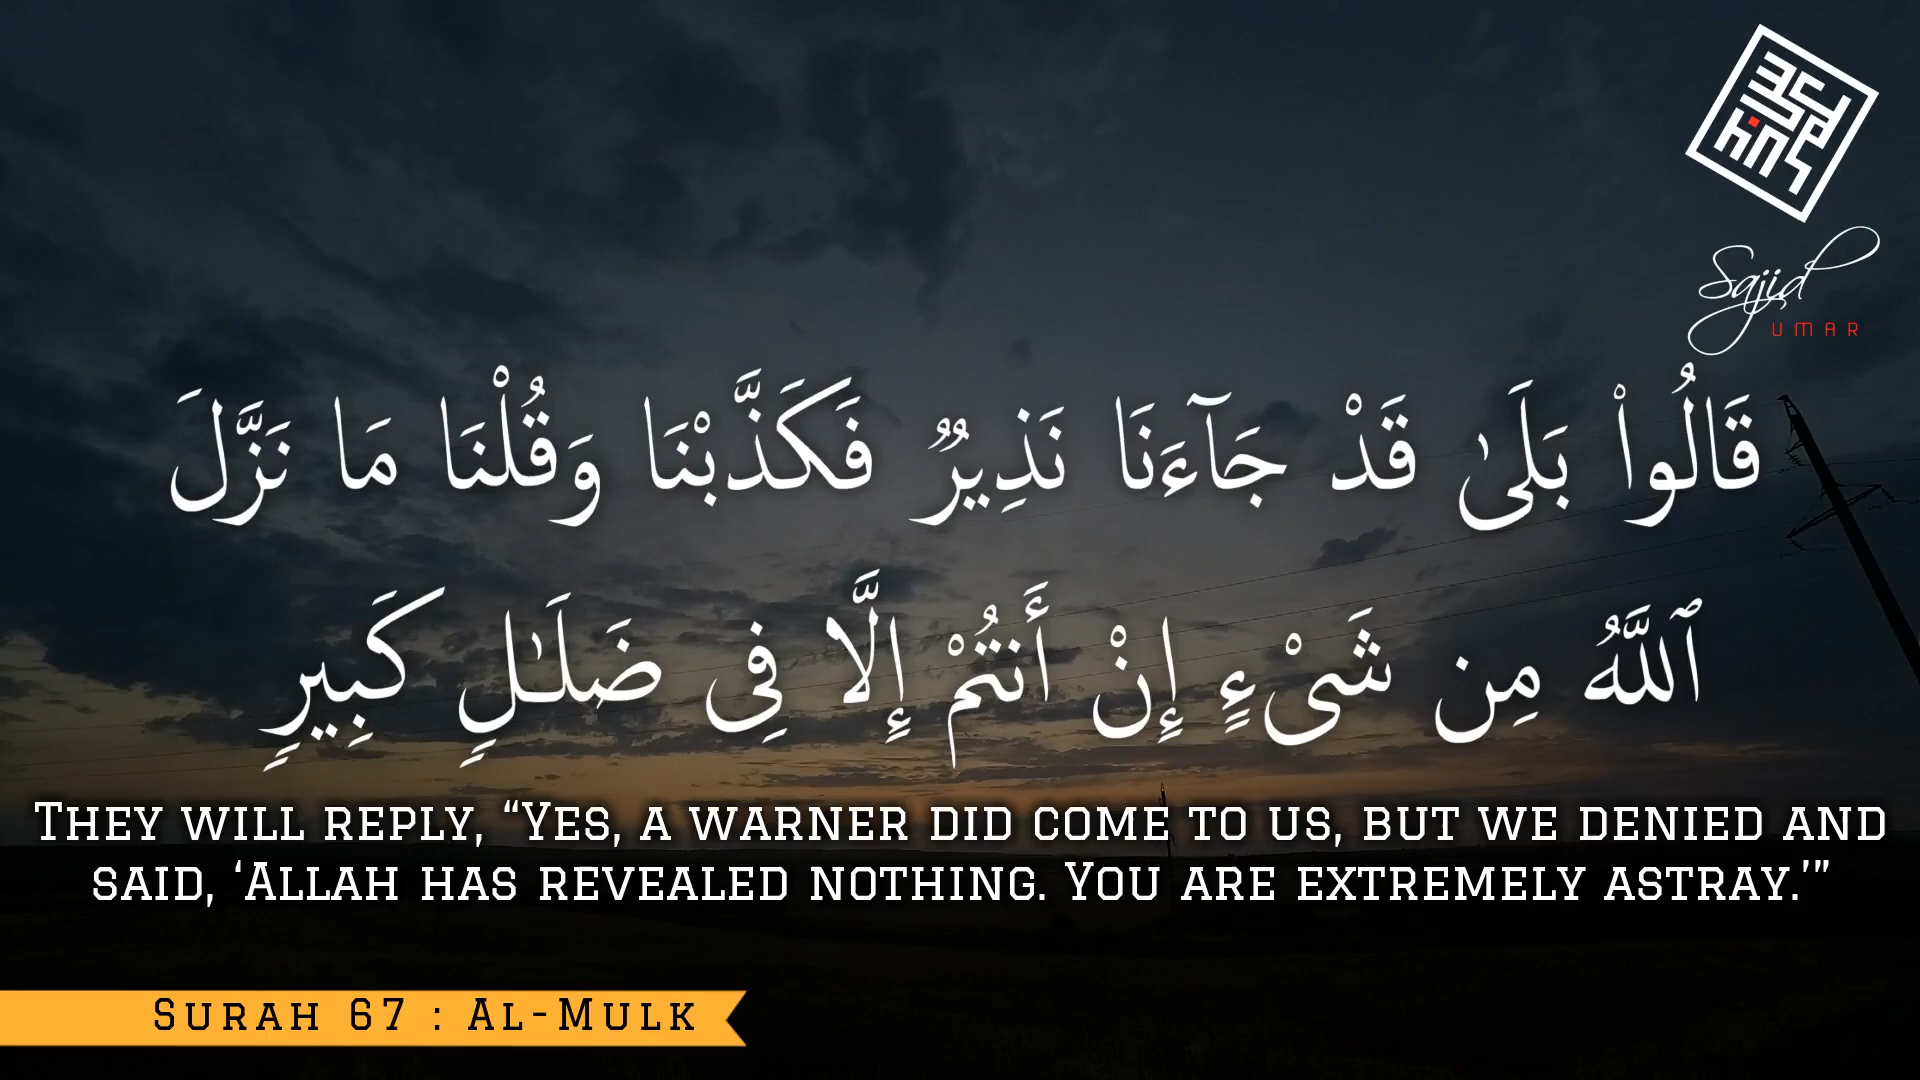 Sajid
UMAR
قَالُوا۟ بَلَىٰ قَدْ جَآءَنَا نَذِيرٌ فَكَذَّبْنَا وَقُلْنَا مَا نَزَّلَ
ٱللَّهُ مِن شَىْءٍ إِنْ أَنتُمْ إِلَّا فِى ضَلَـٰلٍ كَبِيرٍ
They will reply, “Yes, a warner did come to us, but we denied and
said, ‘Allah has revealed nothing. You are extremely astray.’”
Surah 67 : Al-Mulk